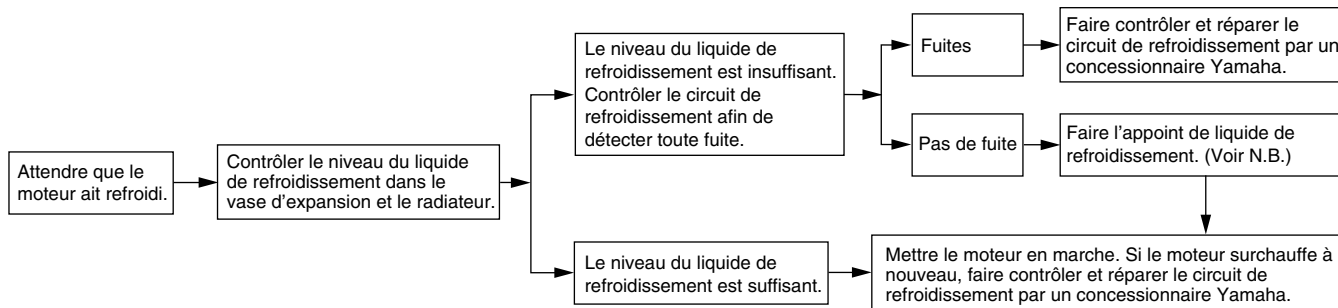 Attendre que le
moteur ait refroidi.
Contrôler le niveau du liquide
de refroidissement dans le
vase d'expansion et le radiateur.
Le niveau du liquide de
refroidissement est insuffisant.
Contrôler le circuit de
refroidissement afin de
détecter toute fuite.
Fuites
Faire contrôler et réparer le
circuit de refroidissement par un
concessionnaire Yamaha.
Pas de fuite
Faire l'appoint de liquide de
refroidissement. (Voir N.B.)
Le niveau du liquide de
refroidissement est suffisant.
Mettre le moteur en marche. Si le moteur surchauffe à
nouveau, faire contrôler et réparer le circuit de
refroidissement par un concessionnaire Yamaha.